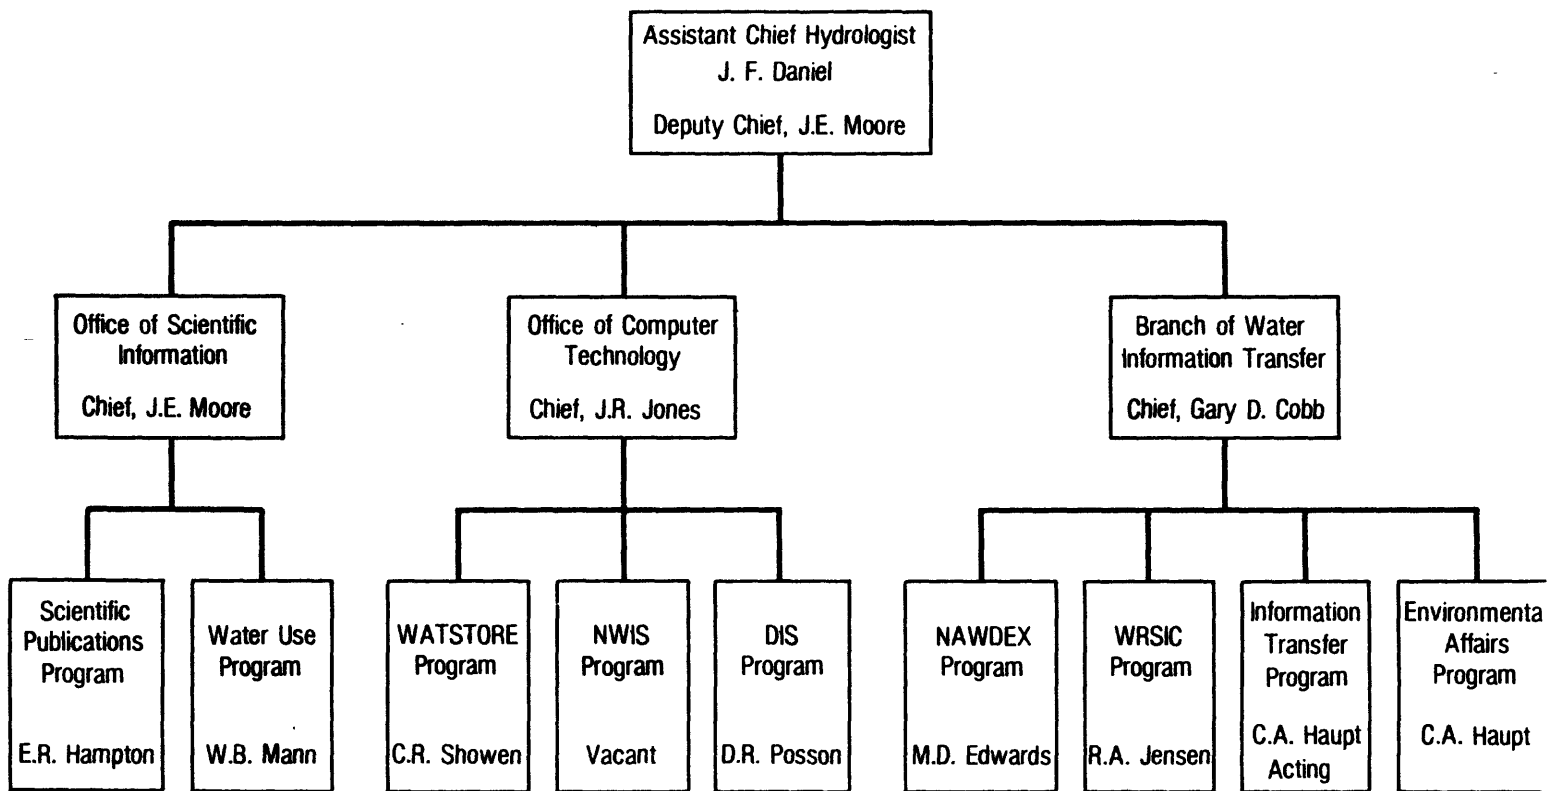 Assistant Chief Hydrologist
J. F. Daniel
Deputy Chief, J.E. Moore
Office of Scientific
Information
Chief, J.E. Moore
Office of Computer
Technology
Chief, J.R. Jones
Branch of Water
Information Transfer
Chief, Gary D. Cobb
Scientific
Publications
Program
E.R. Hampton
Water Use
Program
W.B. Mann
WATSTORE
Program
C.R. Showen
NWIS
Program
Vacant
DIS
Program
D.R. Posson
NAWDEX
Program
M.D. Edwards
WRSIC
Program
R.A. Jensen
Information
Transfer
Program
C.A. Haupt
Acting
Environmenta
Affairs
Program
C.A. Haupt